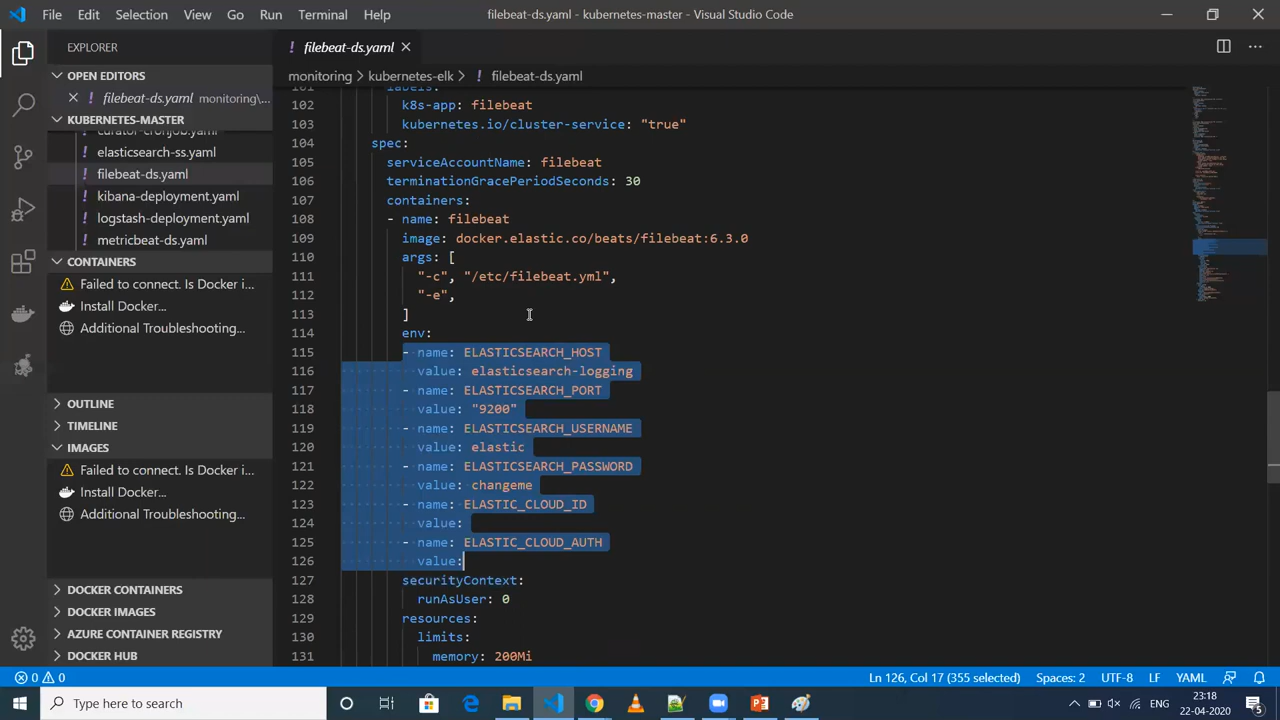 File Edit Selection View Go Run Terminal Help
filebeat-ds.yaml - kubernetes-master - Visual Studio Code
EXPLORER
OPEN EDITORS
filebeat-ds.yaml monitoring\...
KUBERNETES-MASTER
curator-cronjob.yaml
elasticsearch-ss.yaml
filebeat-ds.yaml
kibana-deployment.yaml
logstash-deployment.yaml
metricbeat-ds.yaml
CONTAINERS
Failed to connect. Is Docker i...
Install Docker...
Additional Troubleshooting...
OUTLINE
TIMELINE
IMAGES
Failed to connect. Is Docker i...
Install Docker...
Additional Troubleshooting...
DOCKER CONTAINERS
DOCKER IMAGES
AZURE CONTAINER REGISTRY
DOCKER HUB
! filebeat-ds.yaml
monitoring > kubernetes-elk > ! filebeat-ds.yaml
101 labels:
102 k8s-app: filebeat
103 kubernetes.io/cluster-service: "true"
104 spec:
105 serviceAccountName: filebeat
106 terminationGracePeriodSeconds: 30
107 containers:
108 - name: filebeat
109 image: docker.elastic.co/beats/filebeat:6.3.0
110 args: [
111 "-c", "/etc/filebeat.yml",
112 "-e",
113 ]
114 env:
115 - name: ELASTICSEARCH_HOST
116 value: elasticsearch-logging
117 - name: ELASTICSEARCH_PORT
118 value: "9200"
119 - name: ELASTICSEARCH_USERNAME
120 value: elastic
121 - name: ELASTICSEARCH_PASSWORD
122 value: changeme
123 - name: ELASTIC_CLOUD_ID
124 value:
125 - name: ELASTIC_CLOUD_AUTH
126 value:
127 securityContext:
128 runAsUser: 0
129 resources:
130 limits:
131 memory: 200Mi
0 0 Ln 126, Col 17 (355 selected) Spaces: 2 UTF-8 LF YAML
Type here to search
ENG
23:18
22-04-2020
5